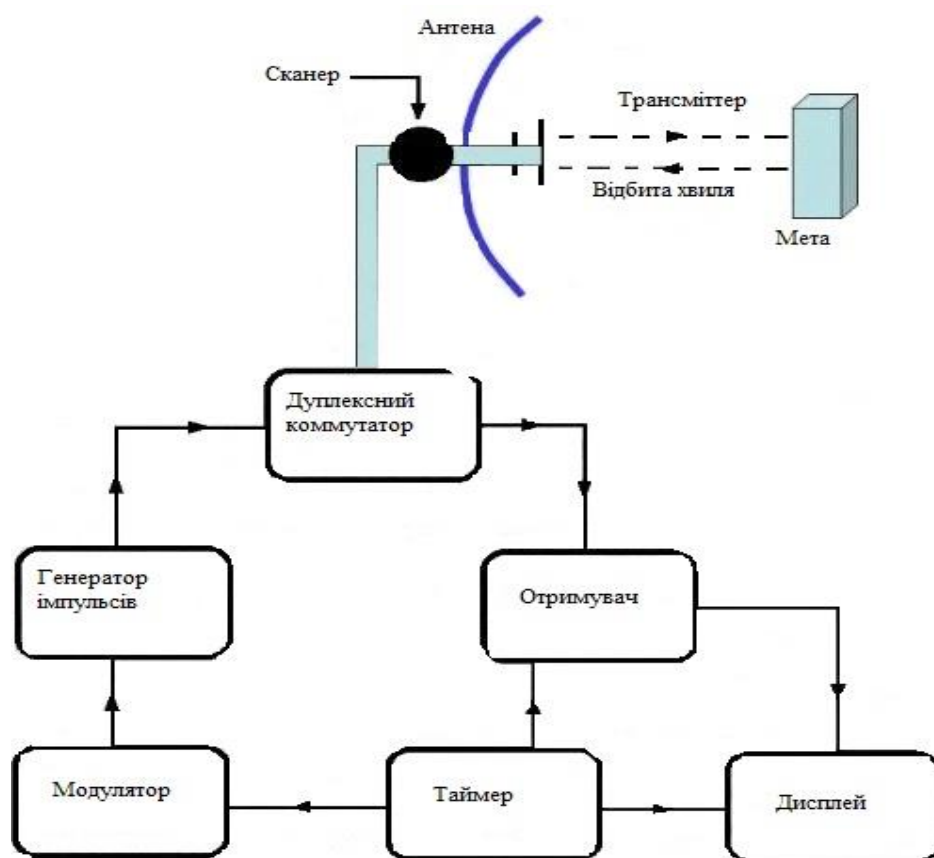 Антена
Сканер
Трансміттер
Відбита хвиля
Мета
Дуплексний
коммутатор
Генератор
імпульсів
Отримувач
Модулятор
Таймер
Дисплей